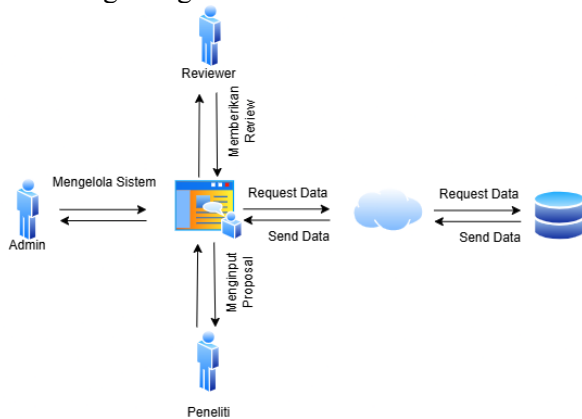 Reviewer
Memberikan
Review
Mengelola Sistem
Admin
Request Data
Send Data
Request Data
Send Data
Menginput
Proposal
Peneliti